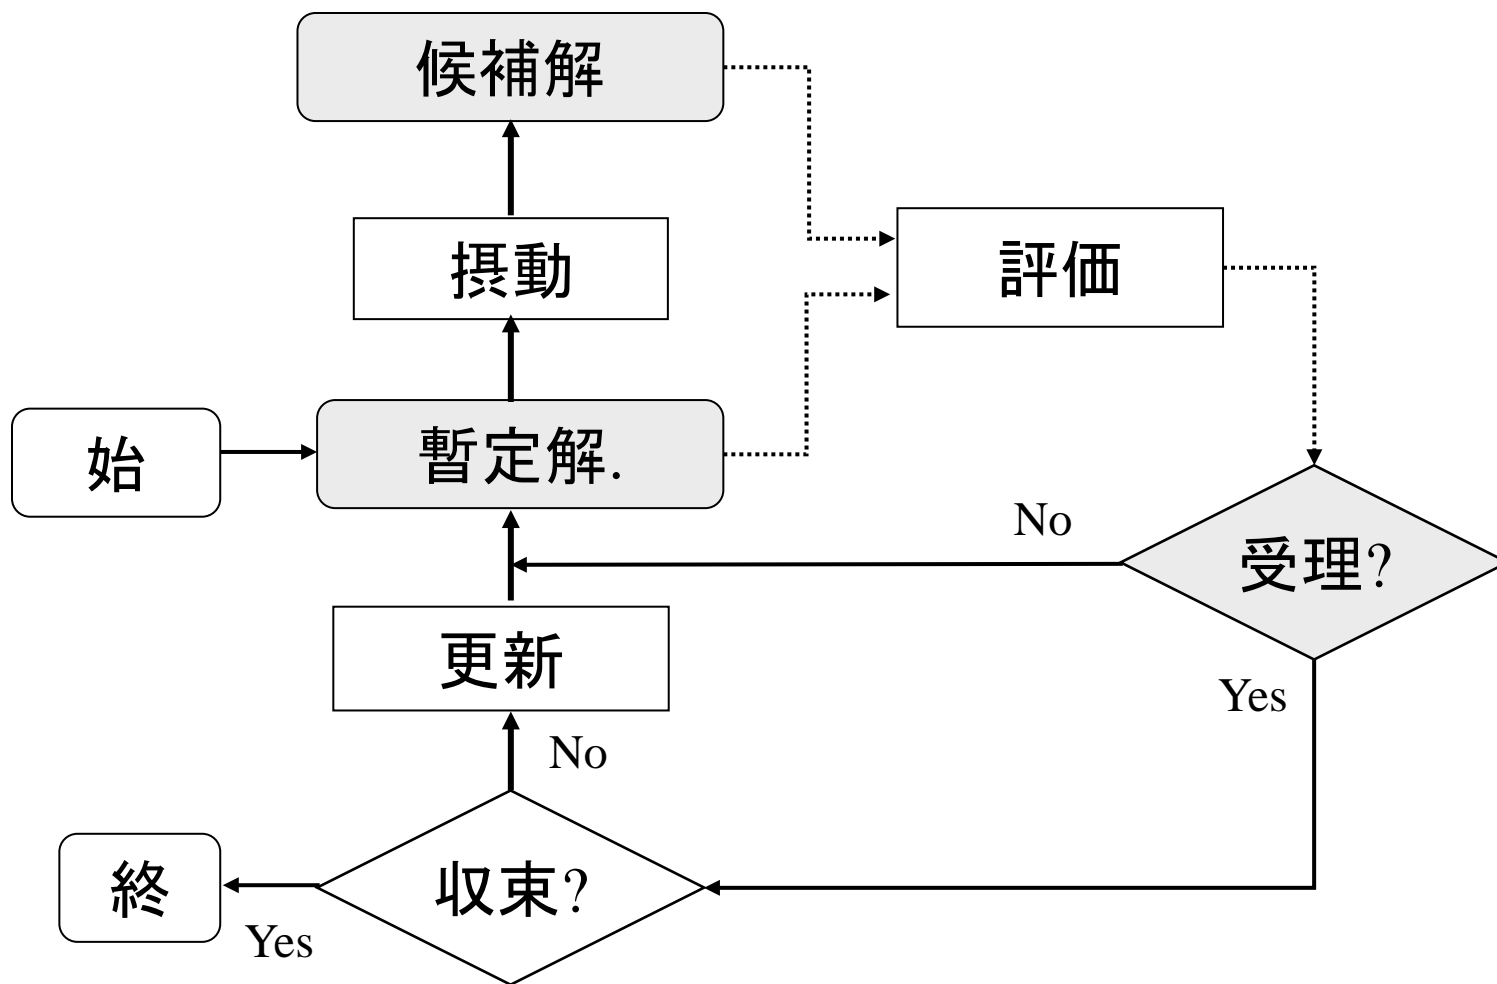 候補解
摂動
評価
始
暫定解.
No
受理?
更新
Yes
No
終
収束?
Yes